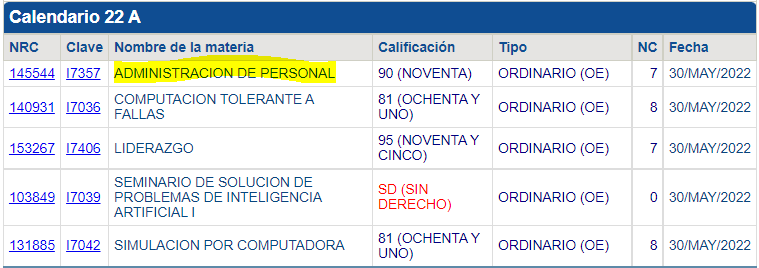 Calendario 22 A
NRC Clave Nombre de la materia Calificación Tipo NC Fecha
145544 I7357 ADMINISTRACION DE PERSONAL 90 (NOVENTA) ORDINARIO (OE) 7 30/MAY/2022
140931 I7036 COMPUTACION TOLERANTE A FALLAS 81 (OCHENTA Y UNO) ORDINARIO (OE) 8 30/MAY/2022
153267 I7406 LIDERAZGO 95 (NOVENTA Y CINCO) ORDINARIO (OE) 7 30/MAY/2022
103849 I7039 SEMINARIO DE SOLUCION DE PROBLEMAS DE INTELIGENCIA ARTIFICIAL I SD (SIN DERECHO) ORDINARIO (OE) 0 30/MAY/2022
131885 I7042 SIMULACION POR COMPUTADORA 81 (OCHENTA Y UNO) ORDINARIO (OE) 8 30/MAY/2022